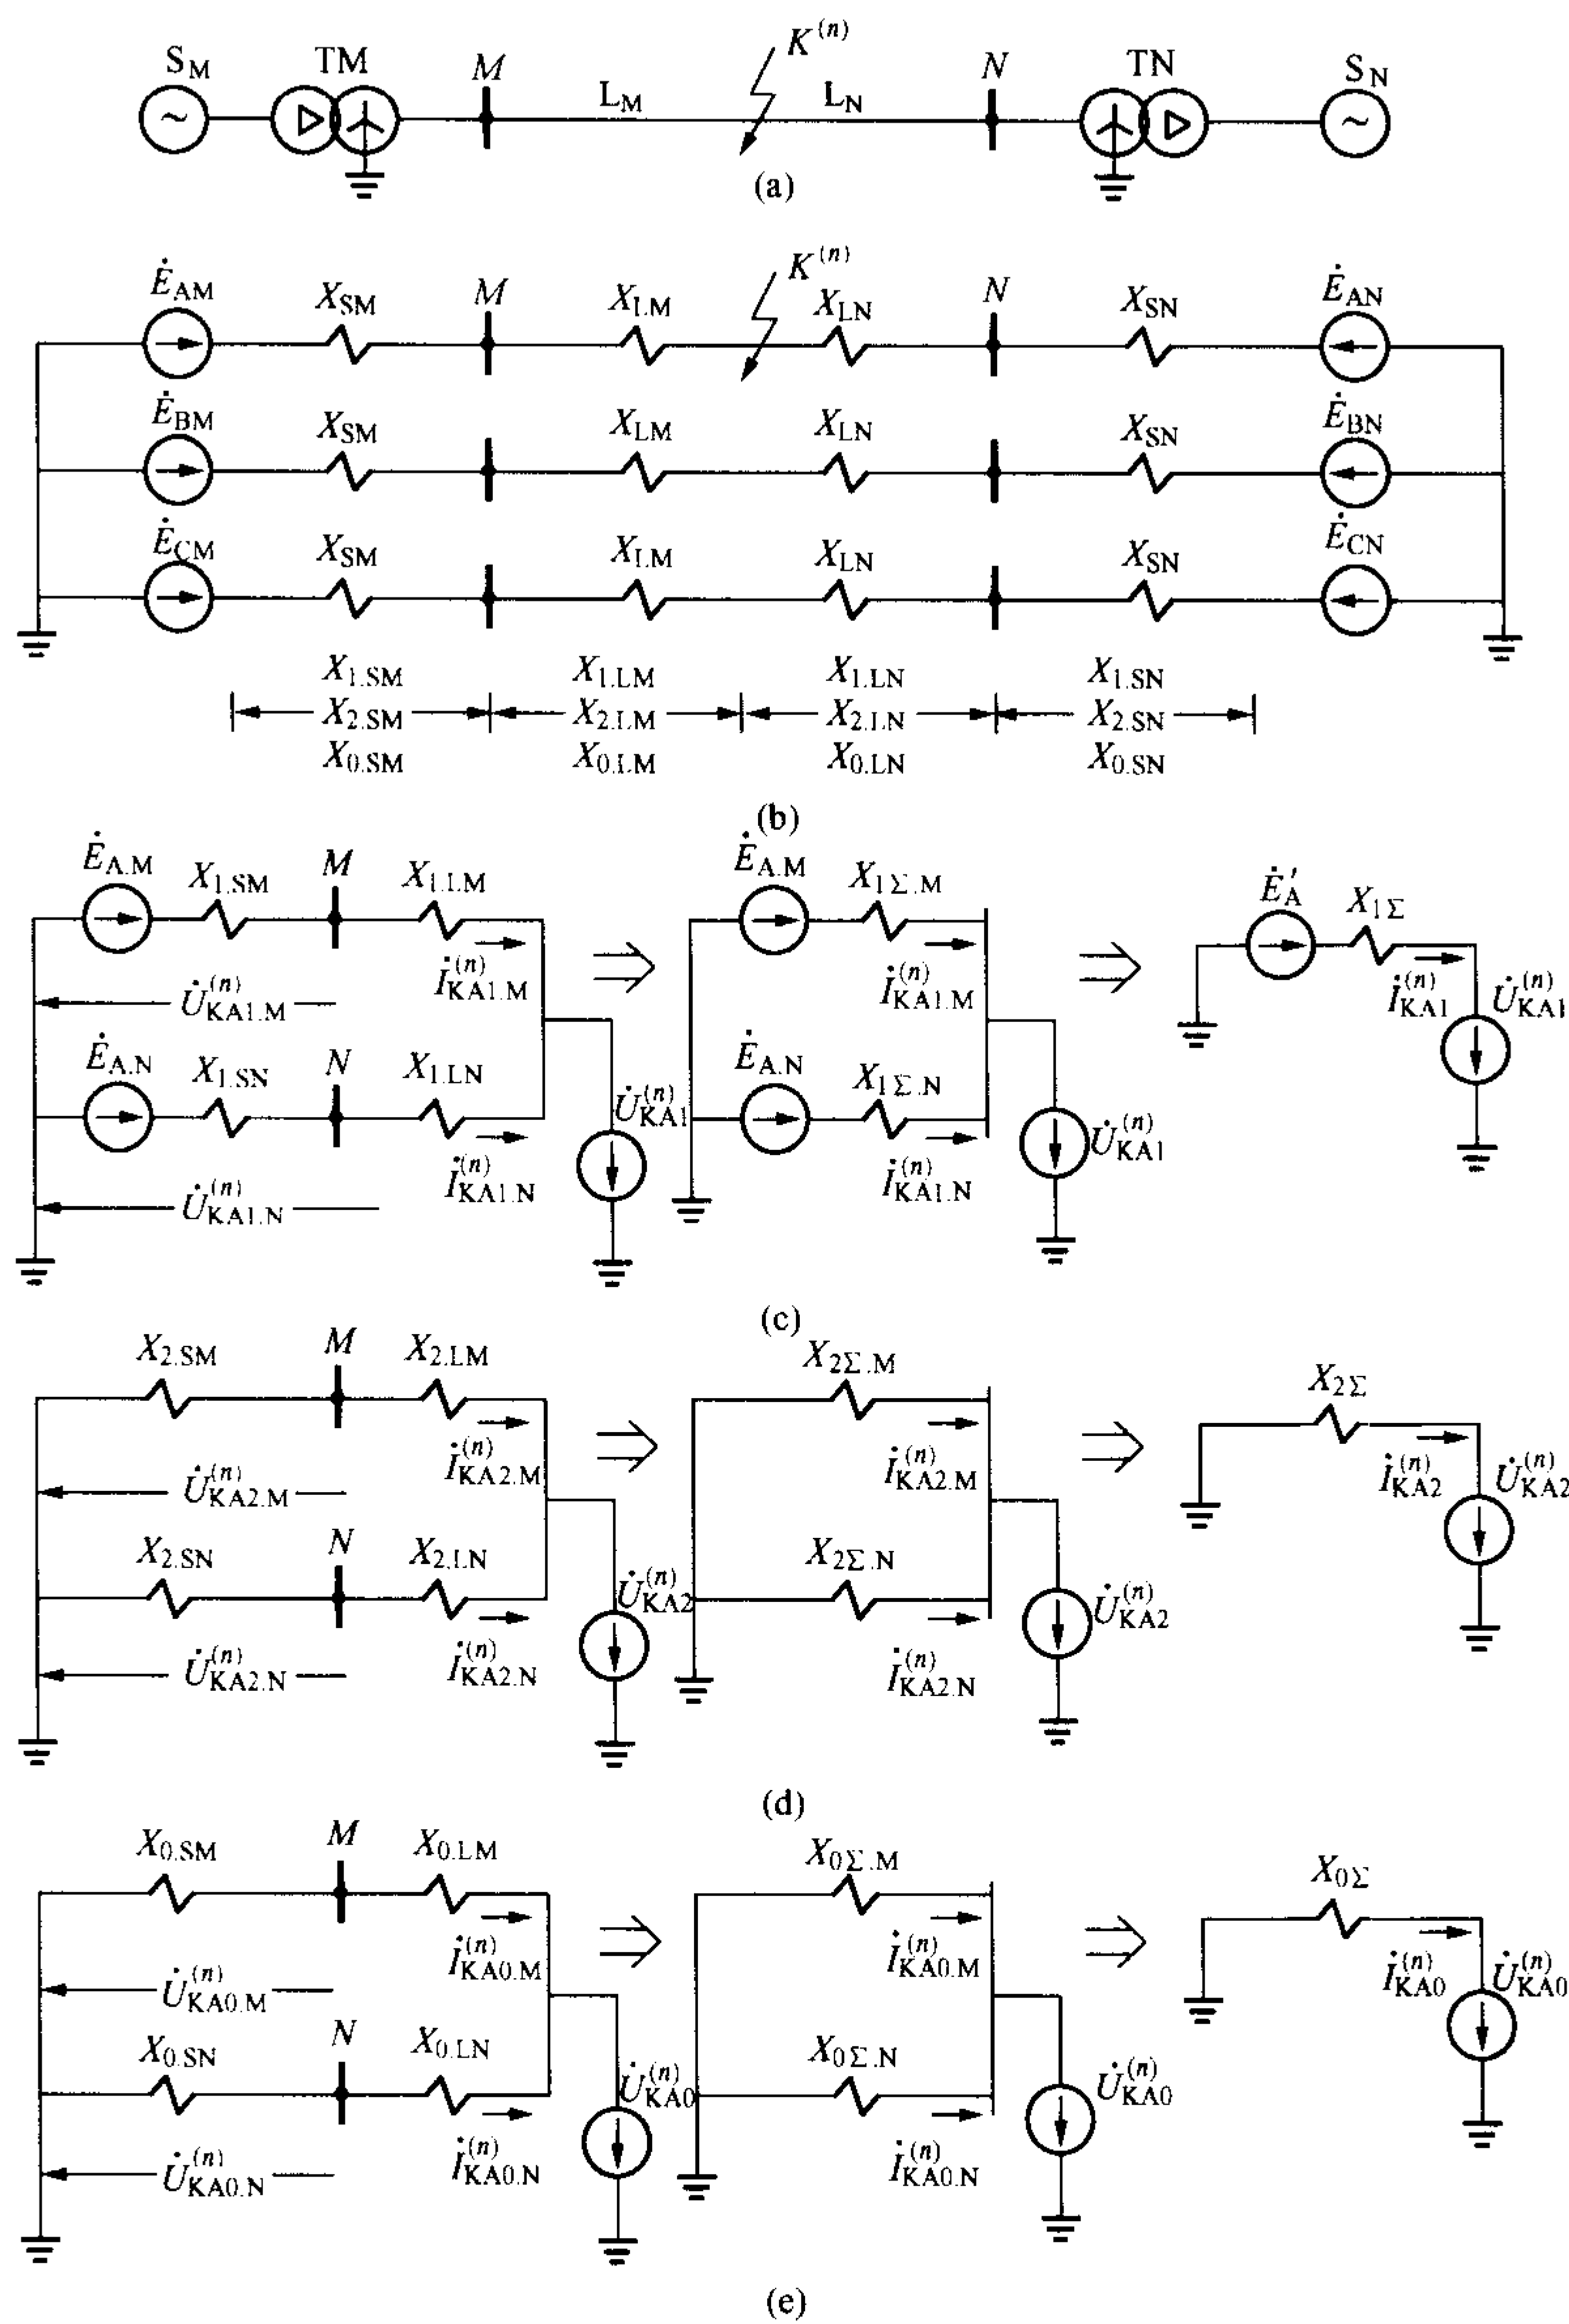 S_M TM M L_M K^(n) L_N N TN S_N
(a)
Ė_AM X_SM M X_LM K^(n) X_LN N X_SN Ė_AN
Ė_BM X_SM X_LM X_LN X_SN Ė_BN
Ė_CM X_SM X_LM X_LN X_SN Ė_CN
X_1.SM X_1.LM X_1.LN X_1.SN
X_2.SM X_2.LM X_2.LN X_2.SN
X_0.SM X_0.LM X_0.LN X_0.SN
(b)
Ė_A.M X_1.SM M X_1.LM Ė_A.M X_1Σ.M Ė'_A X_1Σ
U̇_KA1.M^(n) İ_KA1.M^(n) İ_KA1.M^(n) İ_KA1^(n) U̇_KA1^(n)
Ė_A.N X_1.SN N X_1.LN U̇_KA1^(n) Ė_A.N X_1Σ.N U̇_KA1^(n)
U̇_KA1.N^(n) İ_KA1.N^(n) İ_KA1.N^(n)
(c)
X_2.SM M X_2.LM X_2Σ.M X_2Σ
U̇_KA2.M^(n) İ_KA2.M^(n) İ_KA2.M^(n) İ_KA2^(n) U̇_KA2^(n)
X_2.SN N X_2.LN U̇_KA2^(n) X_2Σ.N U̇_KA2^(n)
U̇_KA2.N^(n) İ_KA2.N^(n) İ_KA2.N^(n)
(d)
X_0.SM M X_0.LM X_0Σ.M X_0Σ
U̇_KA0.M^(n) İ_KA0.M^(n) İ_KA0.M^(n) İ_KA0^(n) U̇_KA0^(n)
X_0.SN N X_0.LN U̇_KA0^(n) X_0Σ.N U̇_KA0^(n)
U̇_KA0.N^(n) İ_KA0.N^(n) İ_KA0.N^(n)
(e)